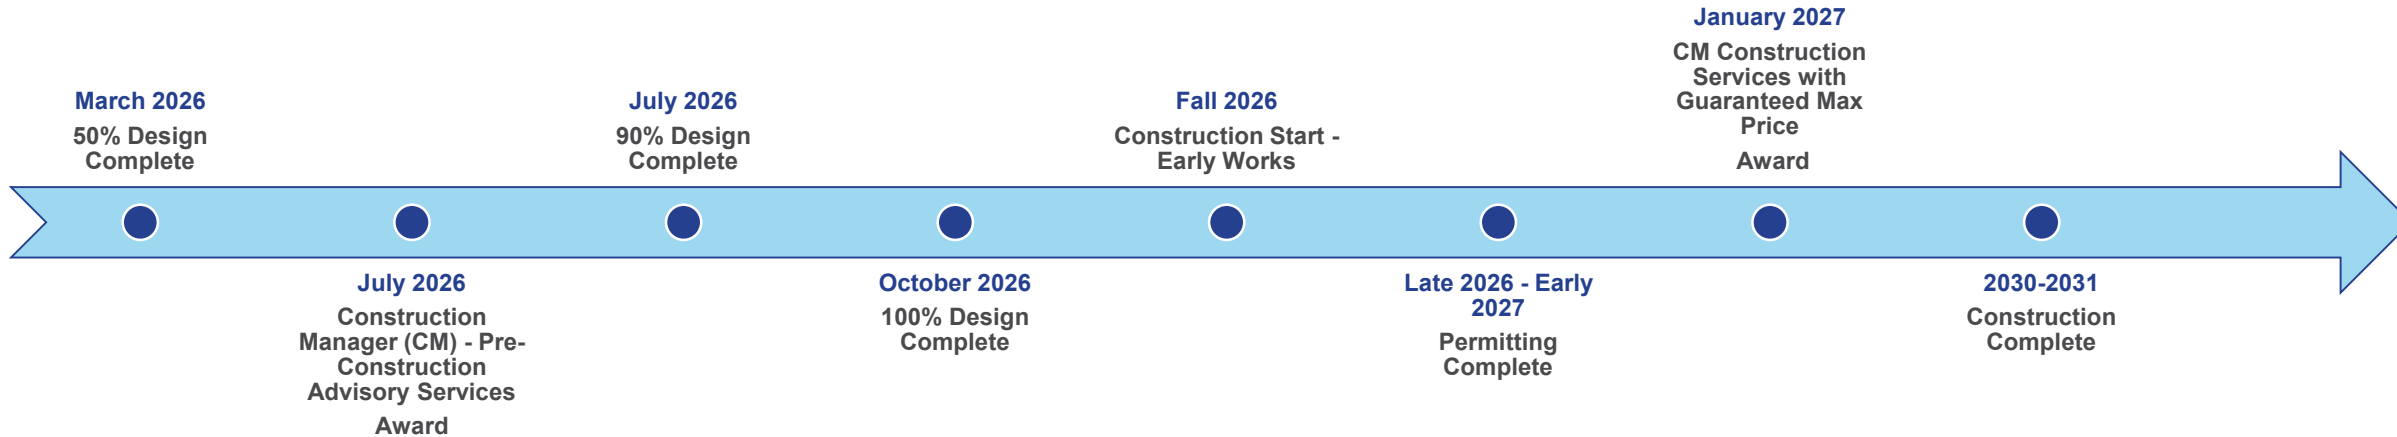 March 2026
50% Design
Complete
July 2026
Construction
Manager (CM) - Pre-
Construction
Advisory Services
Award
July 2026
90% Design
Complete
October 2026
100% Design
Complete
Fall 2026
Construction Start -
Early Works
Late 2026 - Early
2027
Permitting
Complete
January 2027
CM Construction
Services with
Guaranteed Max
Price
Award
2030-2031
Construction
Complete